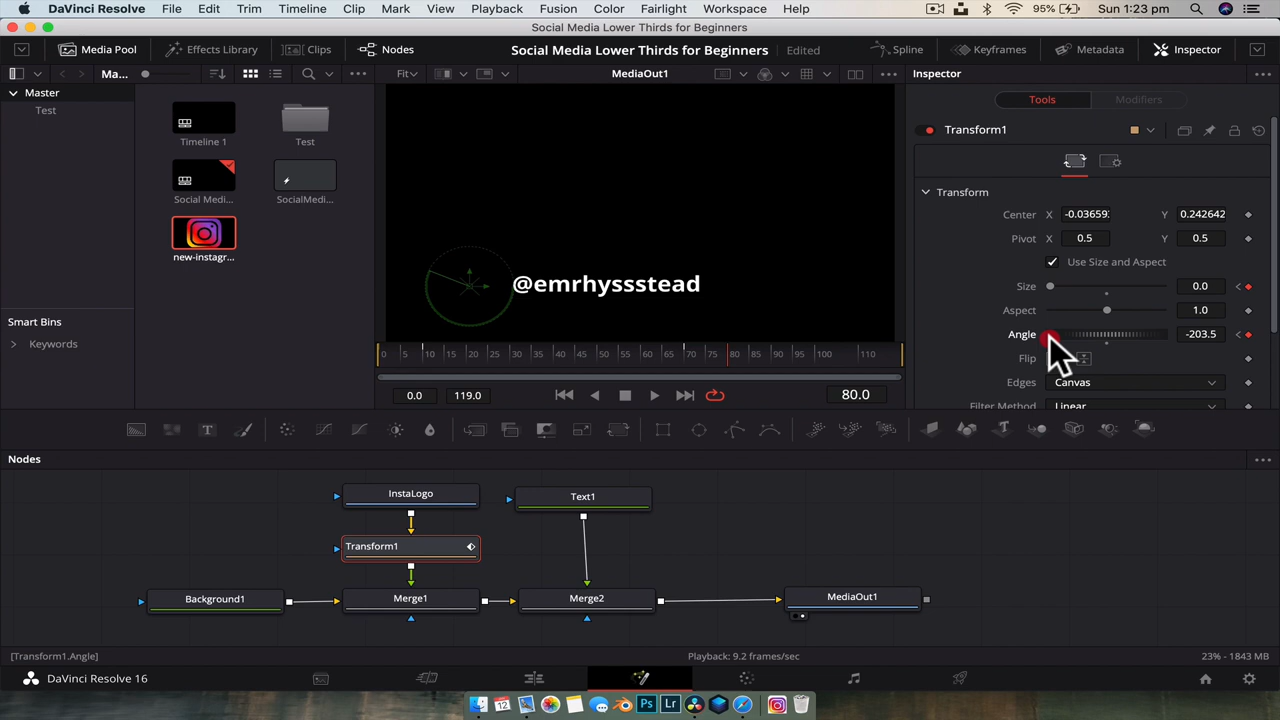 DaVinci Resolve File Edit Trim Timeline Clip Mark View Playback Fusion Color Fairlight Workspace Help 95% Sun 1:23 pm
Social Media Lower Thirds for Beginners
Media Pool Effects Library Clips Nodes Social Media Lower Thirds for Beginners Edited Spline Keyframes Metadata Inspector
Ma... Fit MediaOut1 Inspector
Master
Test
Timeline 1 Test
Social Medi... SocialMedi...
new-instagr...
Smart Bins
Keywords
@emrhyssstead
Tools Modifiers
Transform1
Transform
Center X -0.03659 Y 0.242642
Pivot X 0.5 Y 0.5
Use Size and Aspect
Size 0.0
Aspect 1.0
Angle -203.5
Flip
Edges Canvas
Filter Method Linear
0 5 10 15 20 25 30 35 40 45 50 55 60 65 70 75 80 85 90 95 100 110
0.0 119.0 80.0
Nodes
InstaLogo Text1
Transform1
Background1 Merge1 Merge2 MediaOut1
[Transform1.Angle] Playback: 9.2 frames/sec 23% - 1843 MB
DaVinci Resolve 16
12 Ps Lr